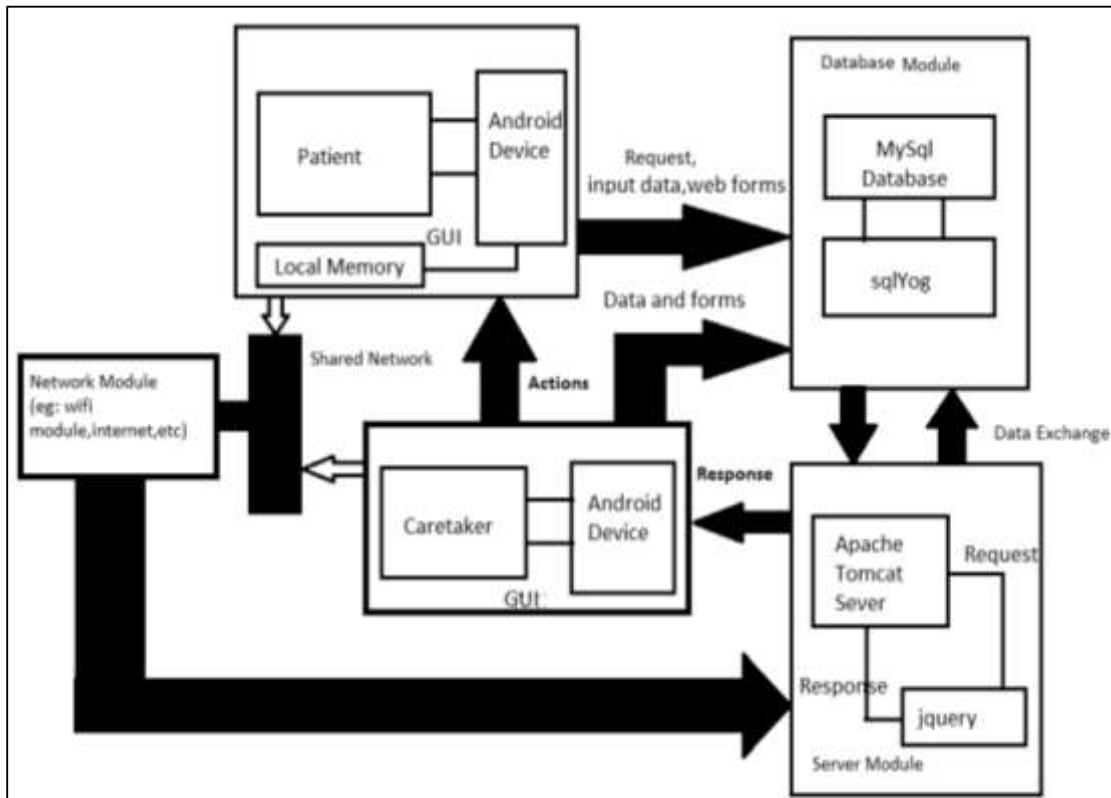 Patient
Android
Device
GUI
Local Memory
Request,
input data,web forms
Database Module
MySql
Database
sqlYog
Data and forms
Shared Network
Actions
Network Module
(eg: wifi
module,internet,etc)
Caretaker
Android
Device
GUI:
Response
Data Exchange
Apache
Tomcat
Sever
Request
Response
jquery
Server Module